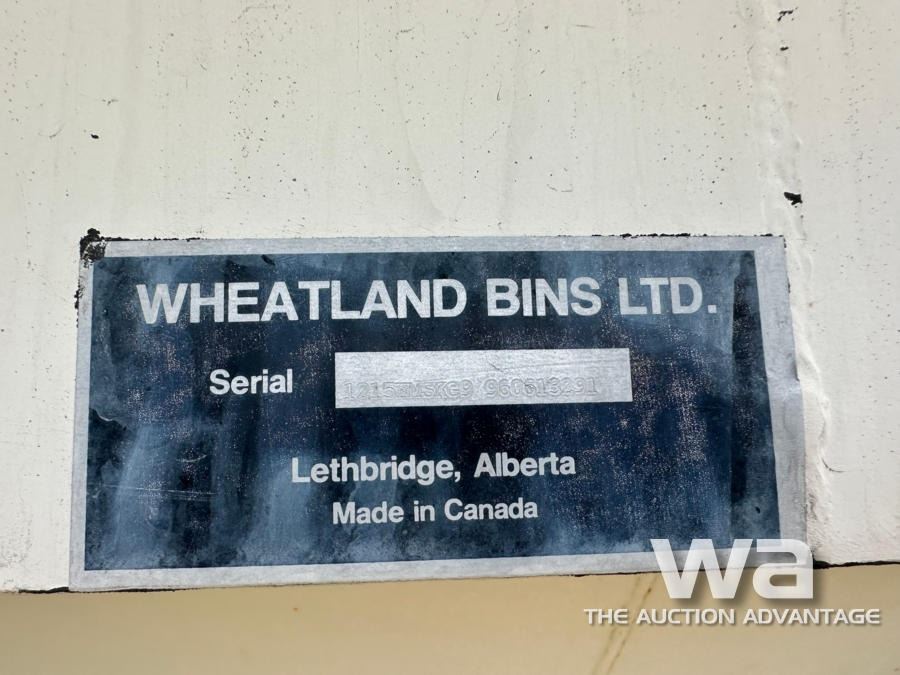 WHEATLAND BINS LTD.
Serial
Lethbridge, Alberta
Made in Canada
wa
THE AUCTION ADVANTAGE